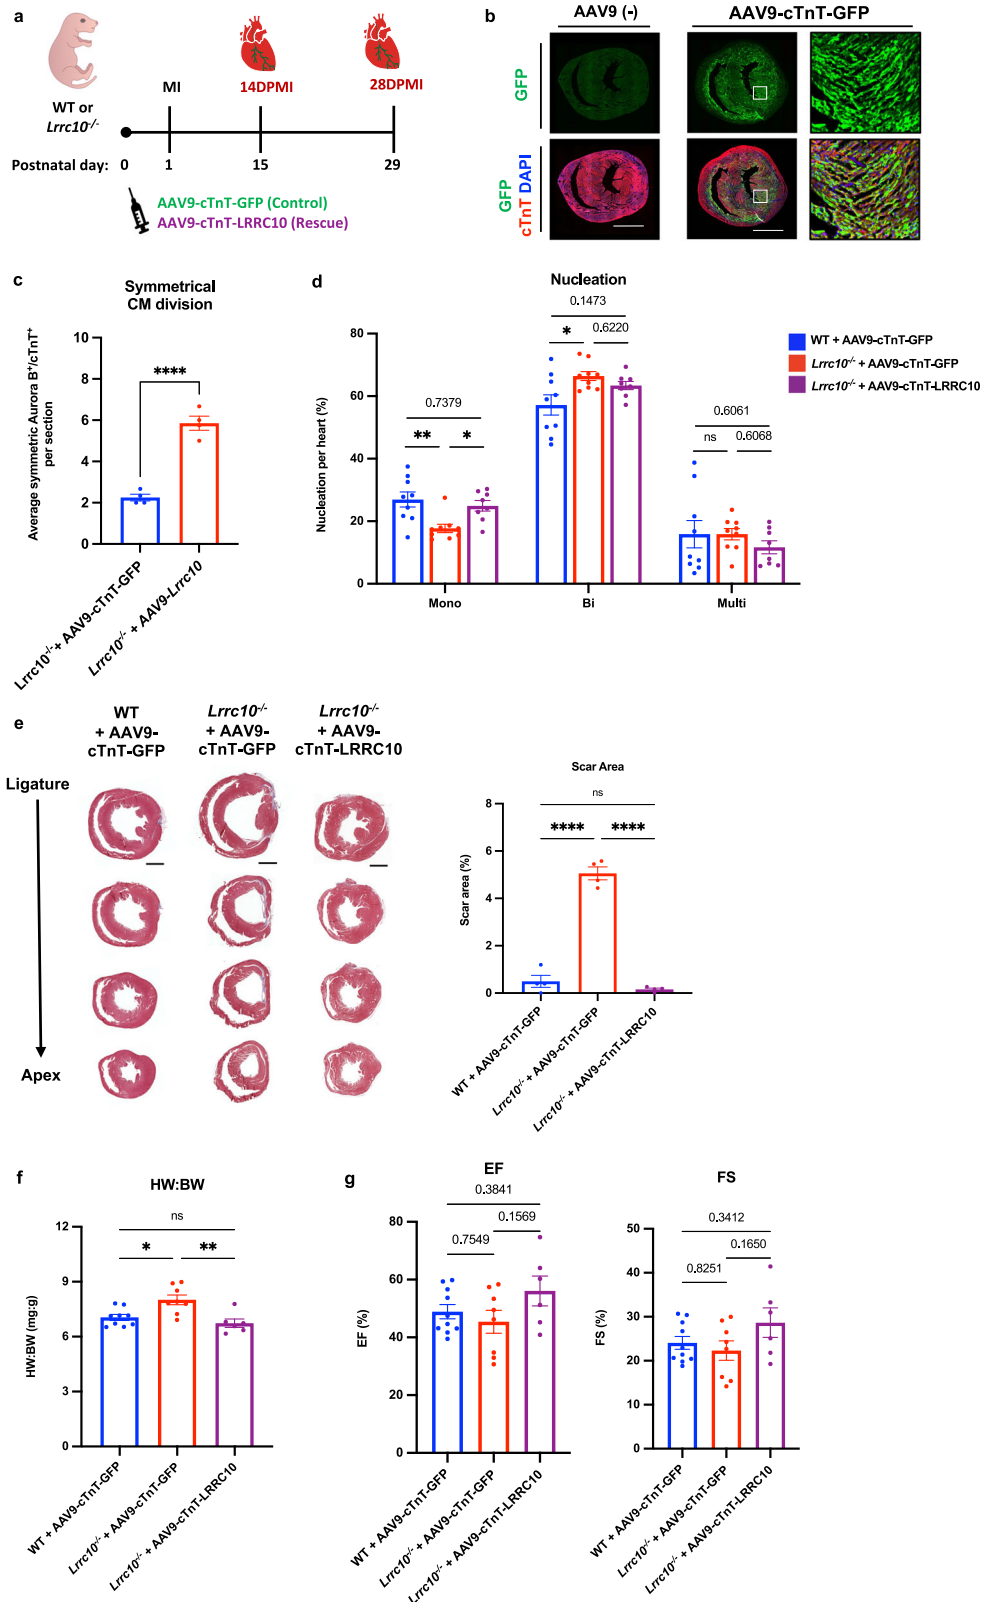 a
WT or
Lrrc10-/-
MI
14DPMI
28DPMI
Postnatal day:
0
1
15
29
AAV9-cTnT-GFP (Control)
AAV9-cTnT-LRRC10 (Rescue)
b
AAV9 (-)
AAV9-cTnT-GFP
GFP
GFP
cTnT DAPI
c
Symmetrical
CM division
Average symmetric Aurora B+/cTnT+
per section
10
8
6
4
2
0
****
Lrrc10-/-+ AAV9-cTnT-GFP
Lrrc10-/-+ AAV9-Lrrc10
d
Nucleation
Nucleation per heart (%)
80
60
40
20
0
0.7379
**
*
0.1473
*
0.6220
0.6061
ns
0.6068
Mono
Bi
Multi
WT + AAV9-cTnT-GFP
Lrrc10-/- + AAV9-cTnT-GFP
Lrrc10-/- + AAV9-cTnT-LRRC10
e
WT
+ AAV9-
cTnT-GFP
Lrrc10-/-
+ AAV9-
cTnT-GFP
Lrrc10-/-
+ AAV9-
cTnT-LRRC10
Ligature
Apex
Scar Area
Scar area (%)
8
6
4
2
0
ns
****
****
WT + AAV9-cTnT-GFP
Lrrc10-/- + AAV9-cTnT-GFP
Lrrc10-/- + AAV9-cTnT-LRRC10
f
HW:BW
HW:BW (mg:g)
12
9
6
3
0
ns
*
**
WT + AAV9-cTnT-GFP
Lrrc10-/- + AAV9-cTnT-GFP
Lrrc10-/- + AAV9-cTnT-LRRC10
g
EF
EF (%)
80
60
40
20
0
0.3841
0.1569
0.7549
WT + AAV9-cTnT-GFP
Lrrc10-/- + AAV9-cTnT-GFP
Lrrc10-/- + AAV9-cTnT-LRRC10
FS
FS (%)
50
40
30
20
10
0
0.3412
0.1650
0.8251
WT + AAV9-cTnT-GFP
Lrrc10-/- + AAV9-cTnT-GFP
Lrrc10-/- + AAV9-cTnT-LRRC10